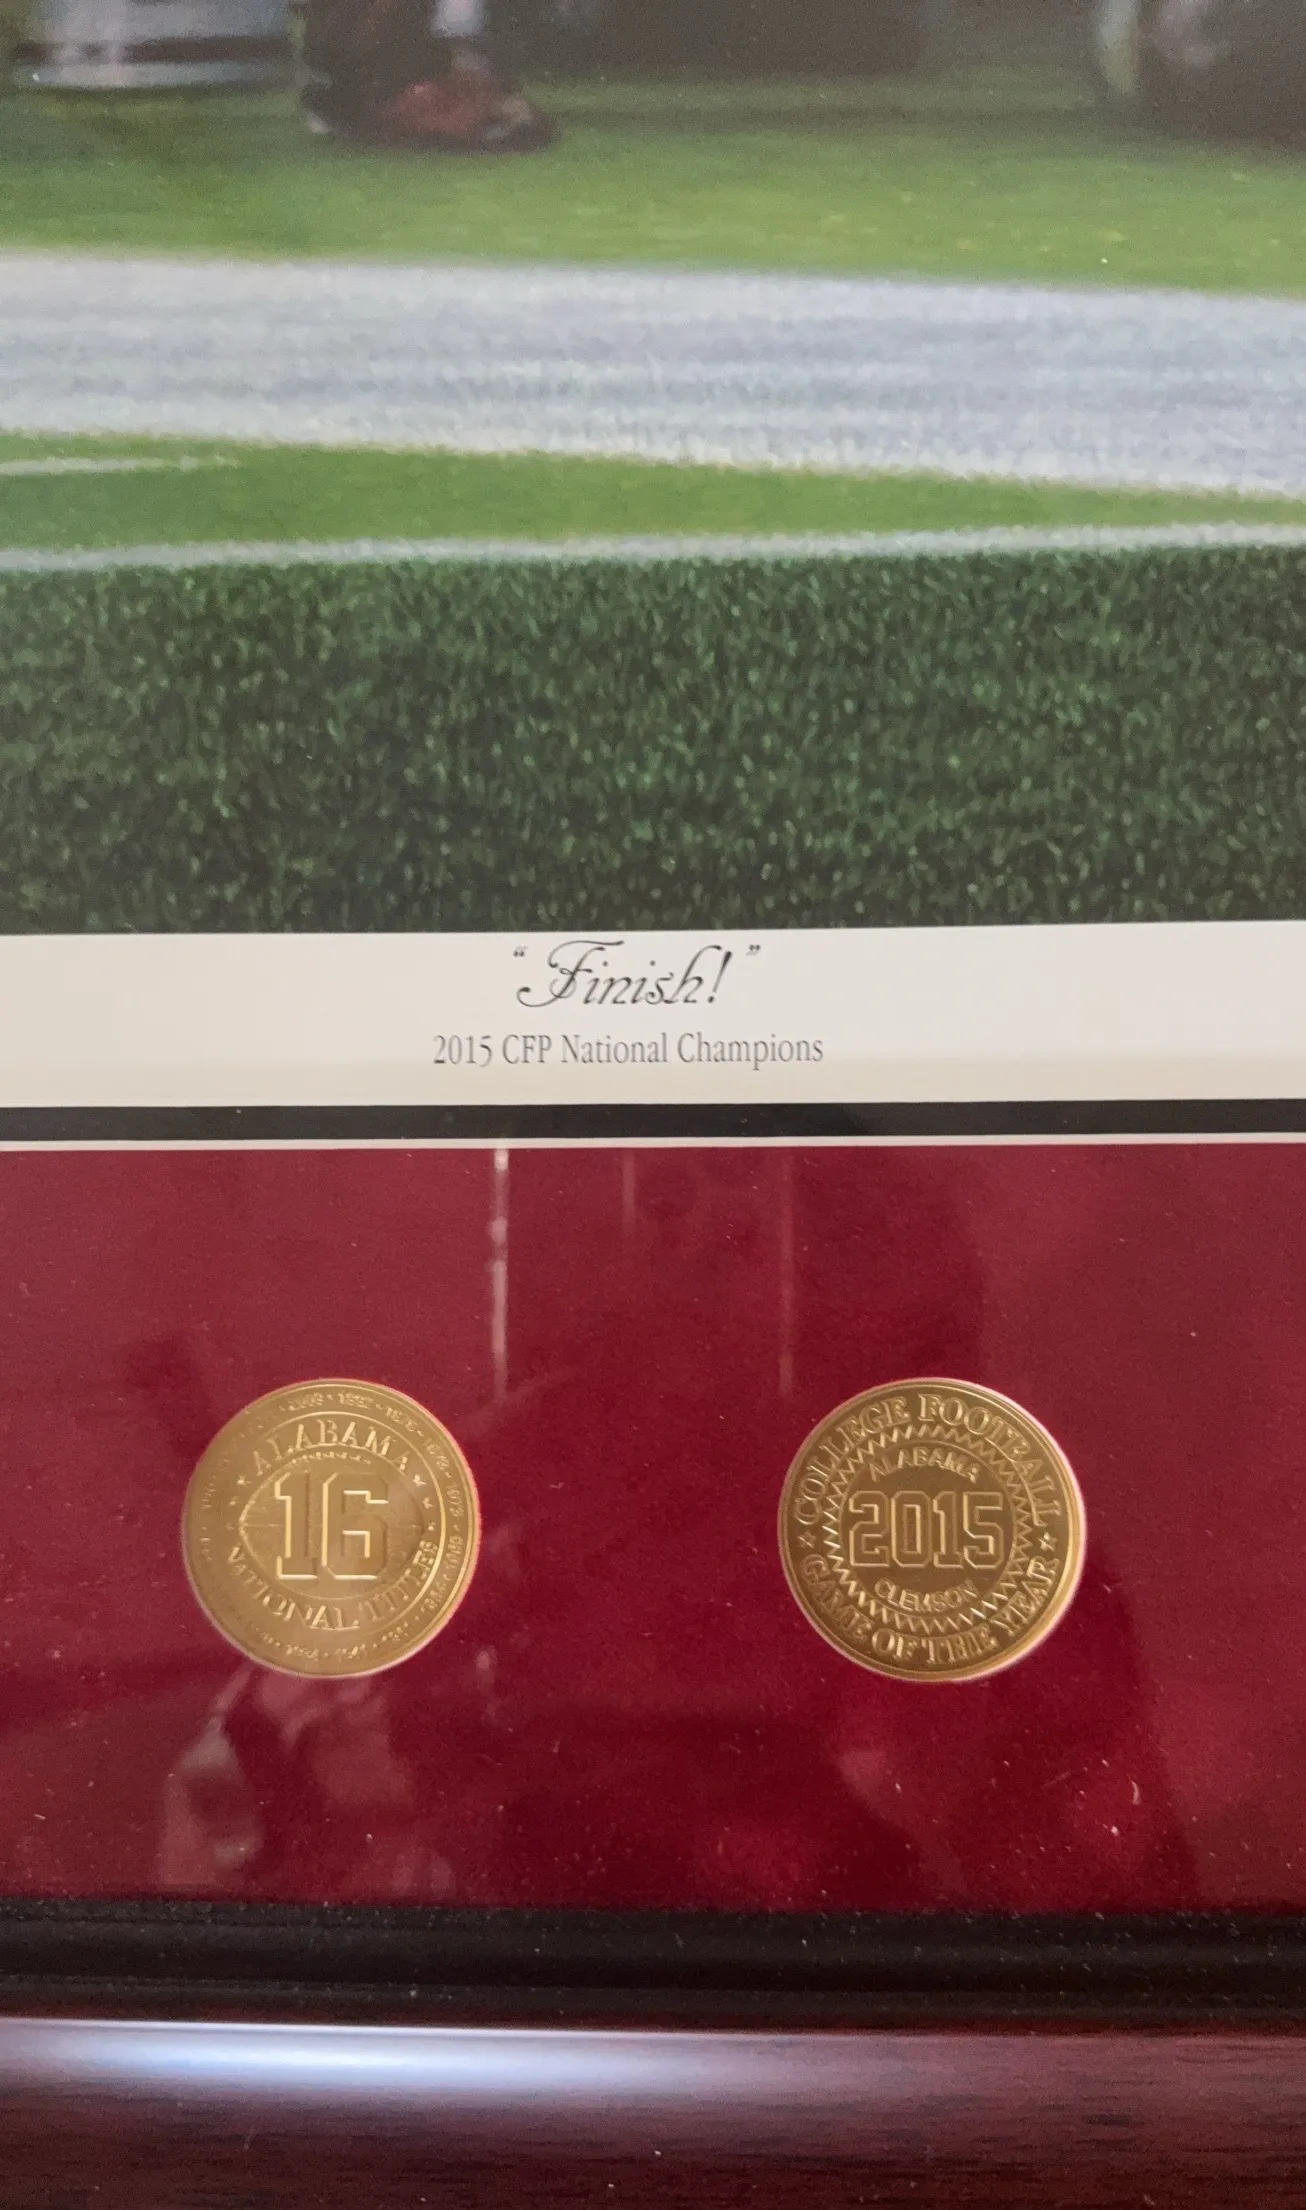 “Finish!”
2015 CFP National Champions
ALABAMA
16
NATIONAL TITLES
COLLEGE FOOTBALL
ALABAMA
2015
CLEMSON
GAME OF THE YEAR